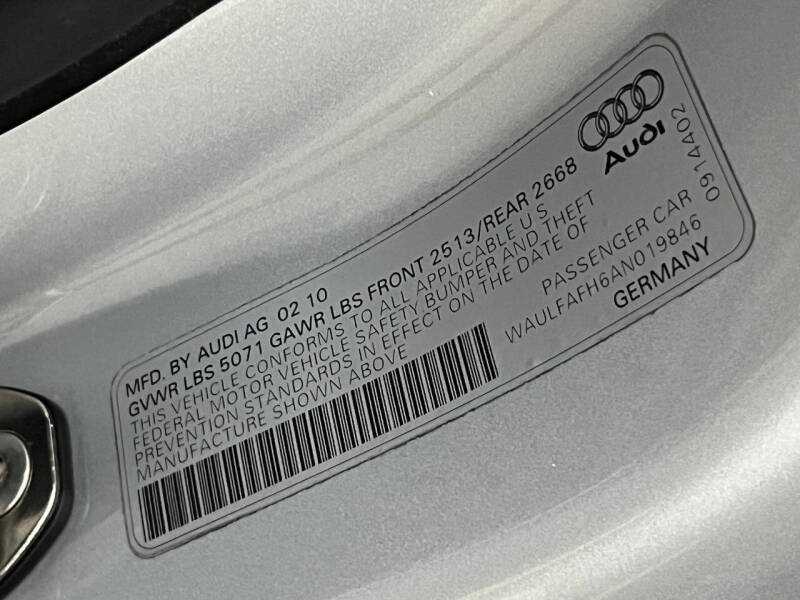 Audi
0914402
MFD. BY AUDI AG 02 10
GVWR LBS 5071 GAWR LBS FRONT 2513/REAR 2668
THIS VEHICLE CONFORMS TO ALL APPLICABLE U S
FEDERAL MOTOR VEHICLE SAFETY BUMPER AND THEFT
PREVENTION STANDARDS IN EFFECT ON THE DATE OF
MANUFACTURE SHOWN ABOVE
PASSENGER CAR
WAULFAFH6AN019846
GERMANY